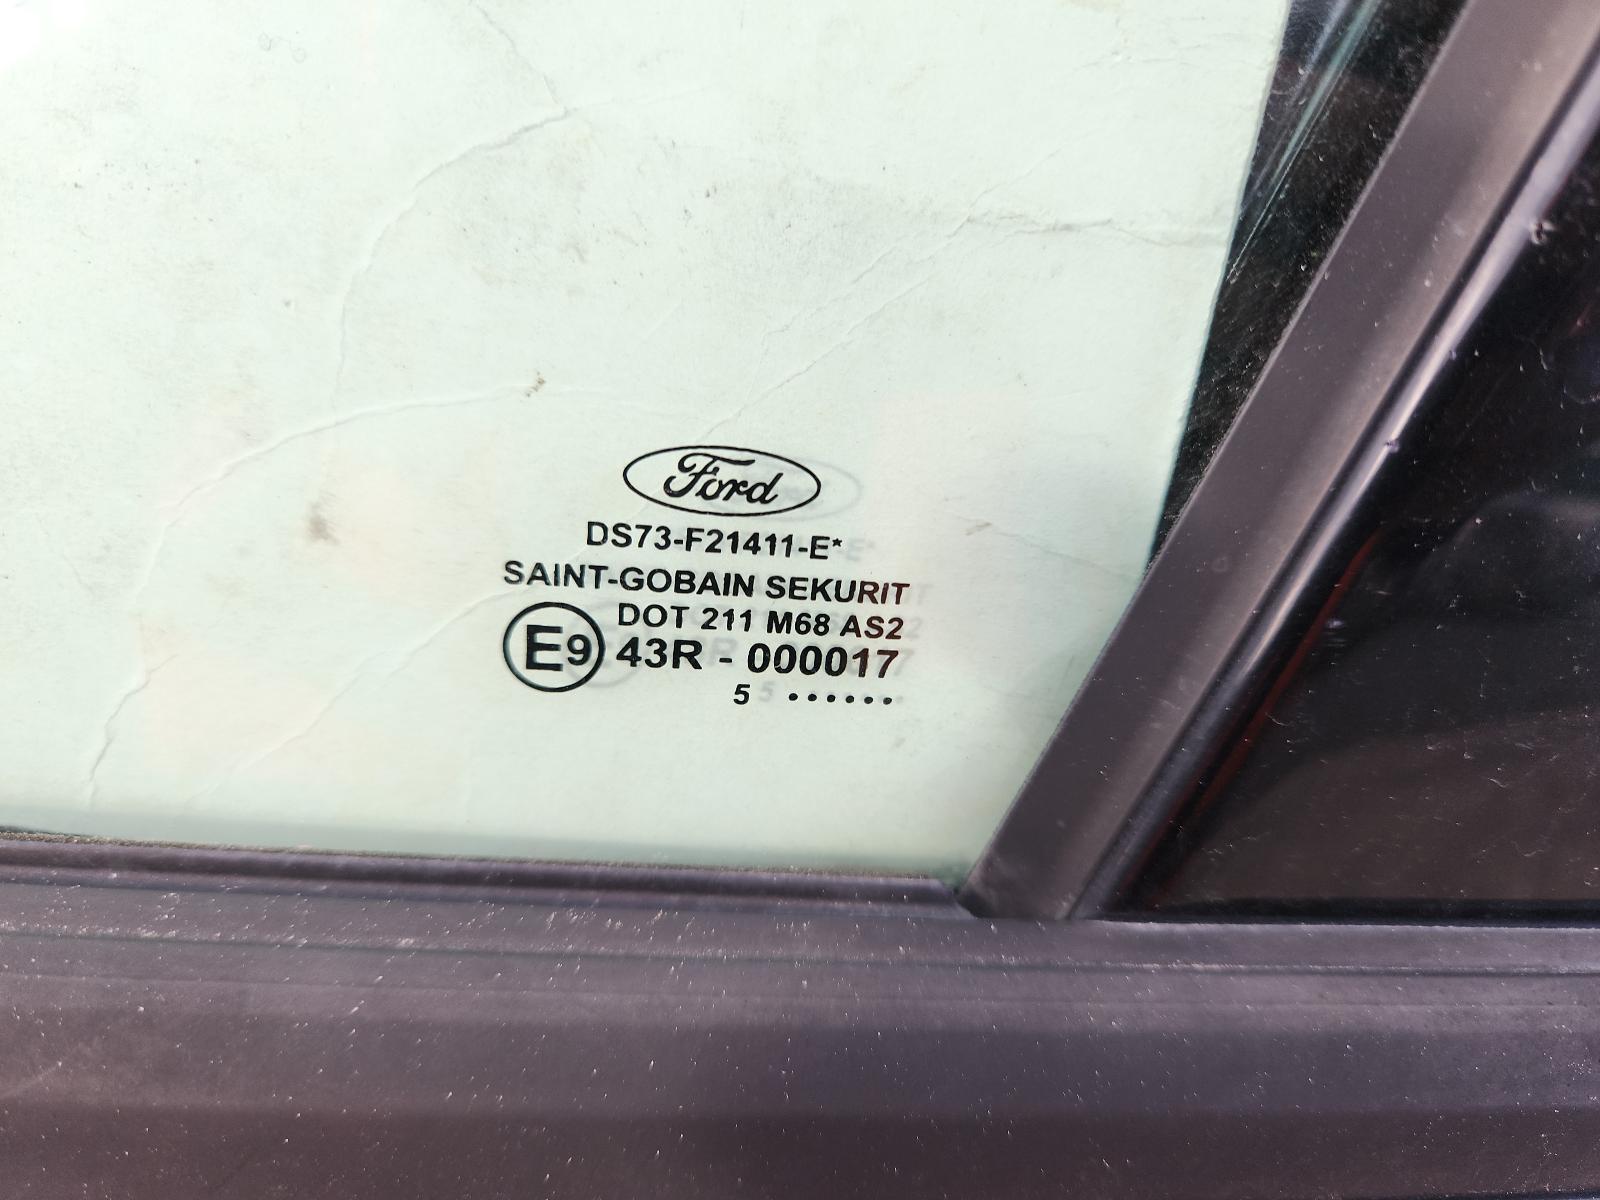 Ford
DS73-F21411-E*
SAINT-GOBAIN SEKURIT
DOT 211 M68 AS2
E9 43R - 000017
5 ······